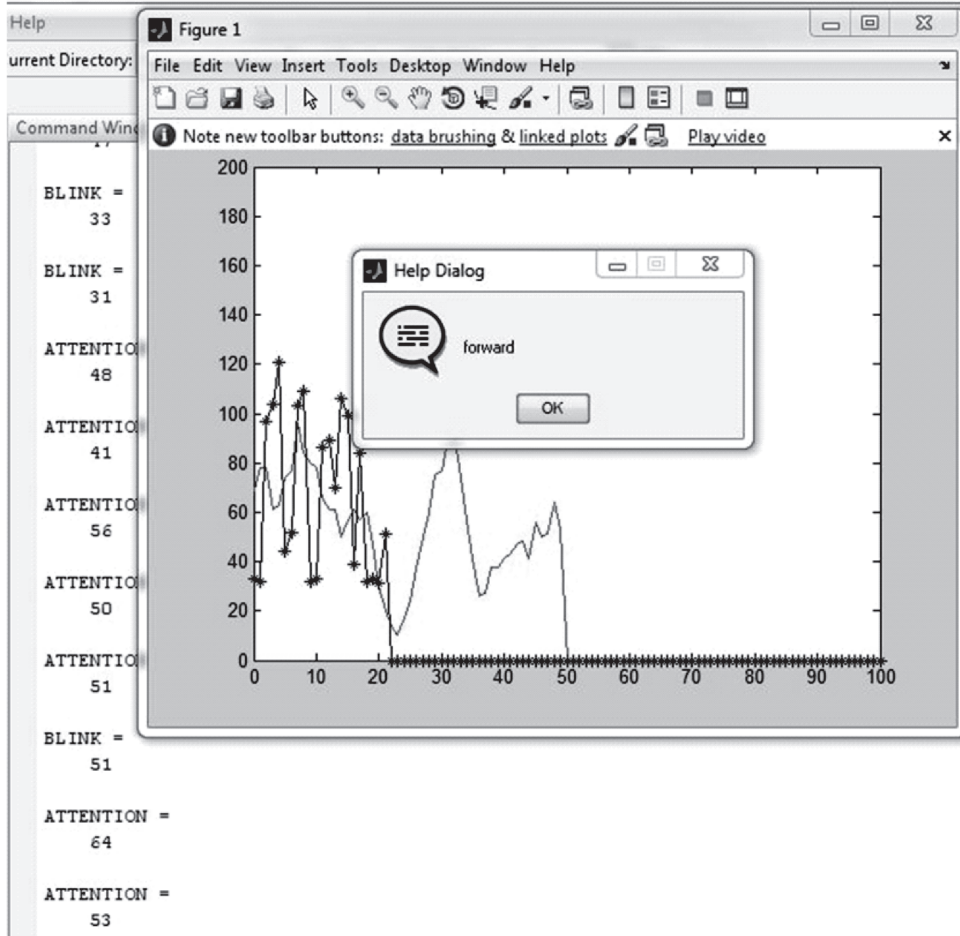 Help
urrent Directory:
Command Wind
17
BLINK =
33
BLINK =
31
ATTENTIO
48
ATTENTIO
41
ATTENTIO
56
ATTENTIO
50
ATTENTIO
51
BLINK =
51
ATTENTION =
64
ATTENTION =
53
Figure 1
File Edit View Insert Tools Desktop Window Help
Note new toolbar buttons: data brushing & linked plots Play video
200
180
160
140
120
100
80
60
40
20
0
0 10 20 30 40 50 60 70 80 90 100
Help Dialog
forward
OK